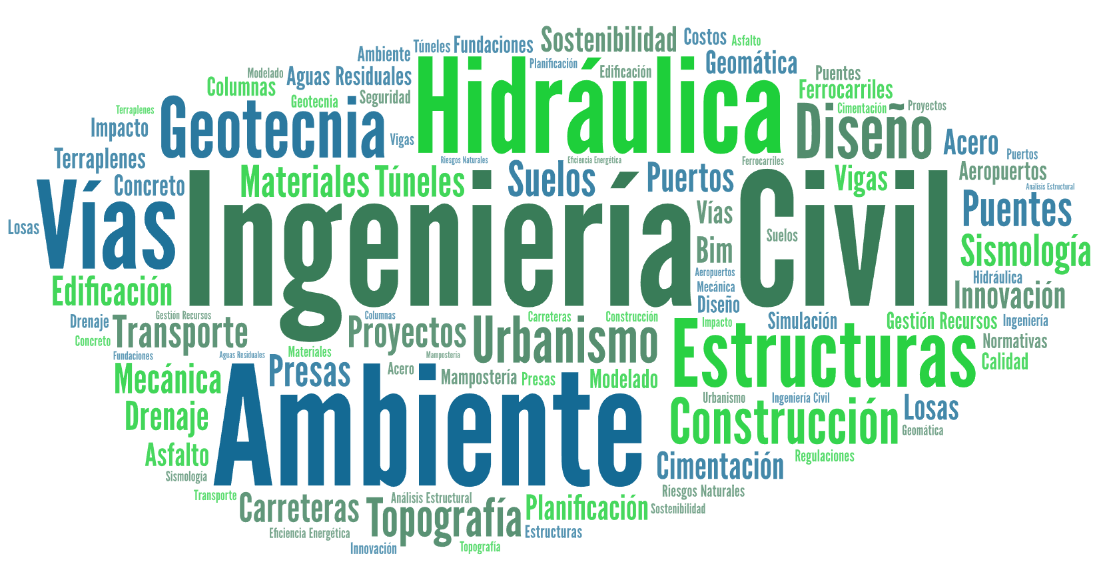 Sostenibilidad
Costos
Asfalto
Túneles
Fundaciones
Ambiente
Planificación
Edificación
Geomática
Modelado
Aguas Residuales
Hidráulica
Puentes
Columnas
Ferrocarriles
Geotecnia
Seguridad
Terraplenes
Geotecnia
Cimentación
Proyectos
Diseño
Impacto
Vigas
Acero
Terraplenes
Riesgos Naturales
Eficiencia Energética
Ferrocarriles
Puertos
Aeropuertos
Concreto
Materiales
Túneles
Suelos
Puertos
Vigas
Análisis Estructural
Vías
Ingeniería Civil
Vías
Puentes
Losas
Suelos
Bim
Sismología
Aeropuertos
Hidráulica
Mecánica
Edificación
Diseño
Innovación
Gestión Recursos
Columnas
Carreteras
Construcción
Drenaje
Impacto
Simulación
Gestión Recursos
Ingeniería
Concreto
Transporte
Proyectos
Urbanismo
Normativas
Fundaciones
Aguas Residuales
Materiales
Mampostería
Estructuras
Calidad
Mecánica
Presas
Acero
Mampostería
Presas
Modelado
Ambiente
Urbanismo
Ingeniería Civil
Losas
Drenaje
Construcción
Geomática
Asfalto
Regulaciones
Cimentación
Sismología
Riesgos Naturales
Transporte
Análisis Estructural
Carreteras
Topografía
Planificación
Sostenibilidad
Eficiencia Energética
Estructuras
Innovación
Topografía